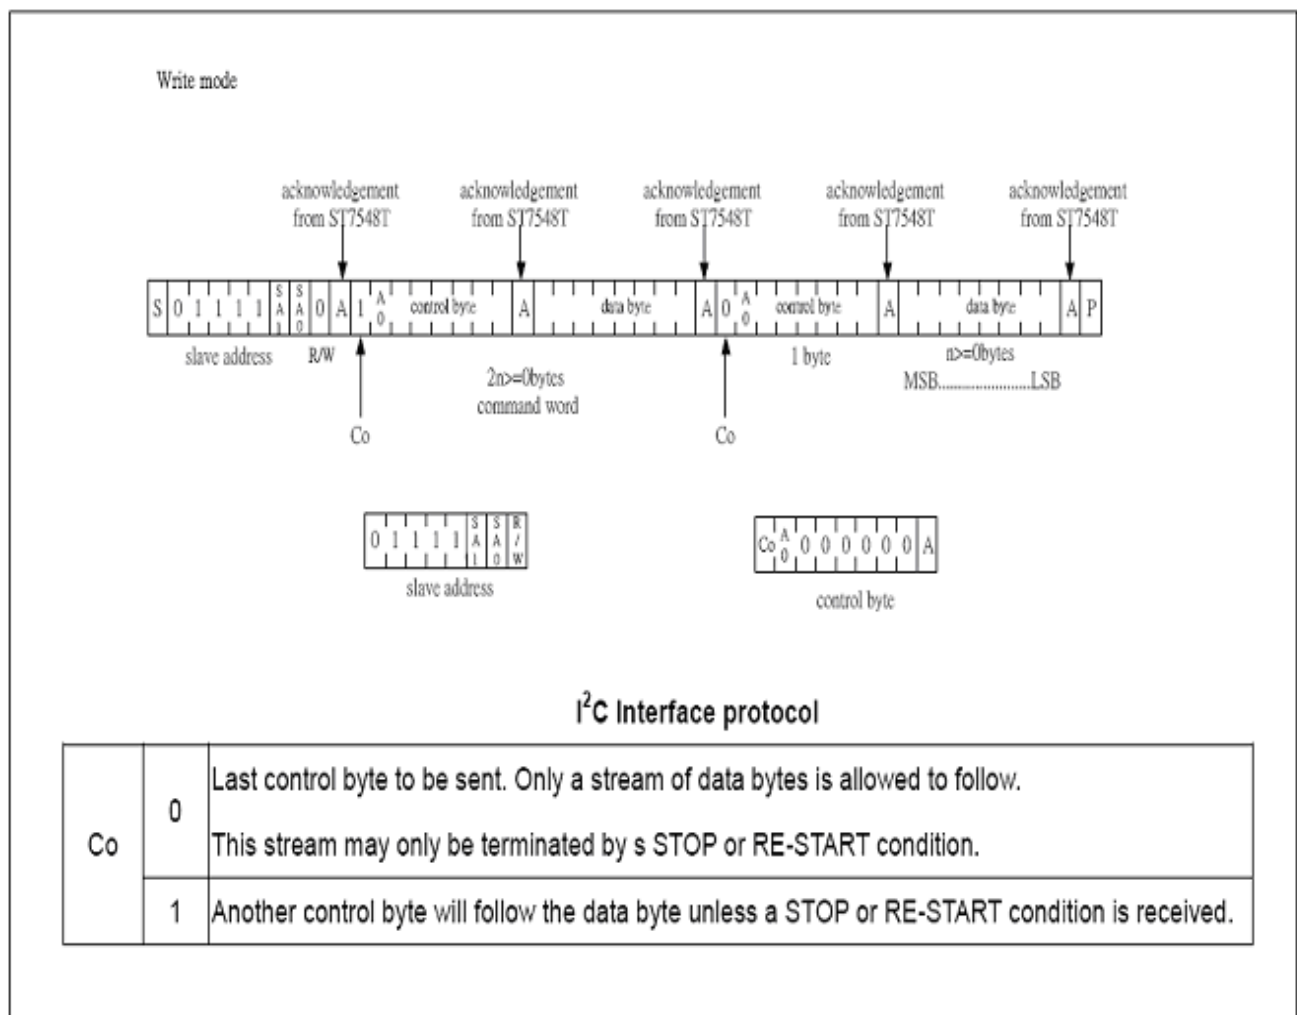 Write mode
acknowledgement acknowledgement acknowledgement acknowledgement acknowledgement
from ST7548T from ST7548T from ST7548T from ST7548T from ST7548T
S 0 1 1 1 1 SA1 SA0 0 A 1 A0 control byte A data byte A 0 A0 control byte A data byte A P
slave address R/W 1 byte n>=0bytes
2n>=0bytes MSB.......................LSB
command word
Co Co
0 1 1 1 1 SA1 SA0 R/W Co A0 0 0 0 0 0 0 A
slave address control byte
I²C Interface protocol
Co 0 Last control byte to be sent. Only a stream of data bytes is allowed to follow.
This stream may only be terminated by s STOP or RE-START condition.
1 Another control byte will follow the data byte unless a STOP or RE-START condition is received.